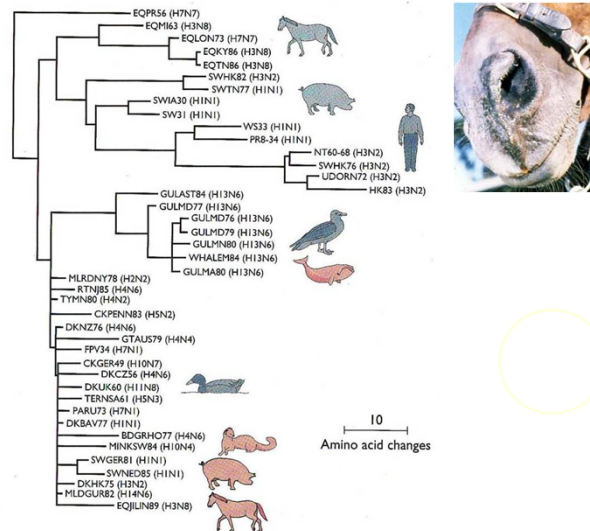 EQPR56 (H7N7)
EQMI63 (H3N8)
EQLON73 (H7N7)
EQKY86 (H3N8)
EQTN86 (H3N8)
SWHK82 (H3N2)
SWTN77 (H1N1)
SWIA30 (H1N1)
SW31 (H1N1)
WS33 (H1N1)
PR8-34 (H1N1)
NT60-68 (H3N2)
SWHK76 (H3N2)
UDORN72 (H3N2)
HK83 (H3N2)
GULAST84 (H13N6)
GULMD77 (H13N6)
GULMD76 (H13N6)
GULMD79 (H13N6)
GULMN80 (H13N6)
WHALEM84 (H13N6)
GULMA80 (H13N6)
MLRDNY78 (H2N2)
RTNJ85 (H4N6)
TYMN80 (H4N2)
CKPENN83 (H5N2)
DKNZ76 (H4N6)
GTAUS79 (H4N4)
FPV34 (H7N1)
CKGER49 (H10N7)
DKCZ56 (H4N6)
DKUK60 (H11N8)
TERNSA61 (H5N3)
PARU73 (H7N1)
DKBAV77 (H1N1)
10
Amino acid changes
BDGRHO77 (H4N6)
MINKSW84 (H10N4)
SWGER81 (H1N1)
SWNED85 (H1N1)
DKHK75 (H3N2)
MLDGUR82 (H14N6)
EQJILIN89 (H3N8)